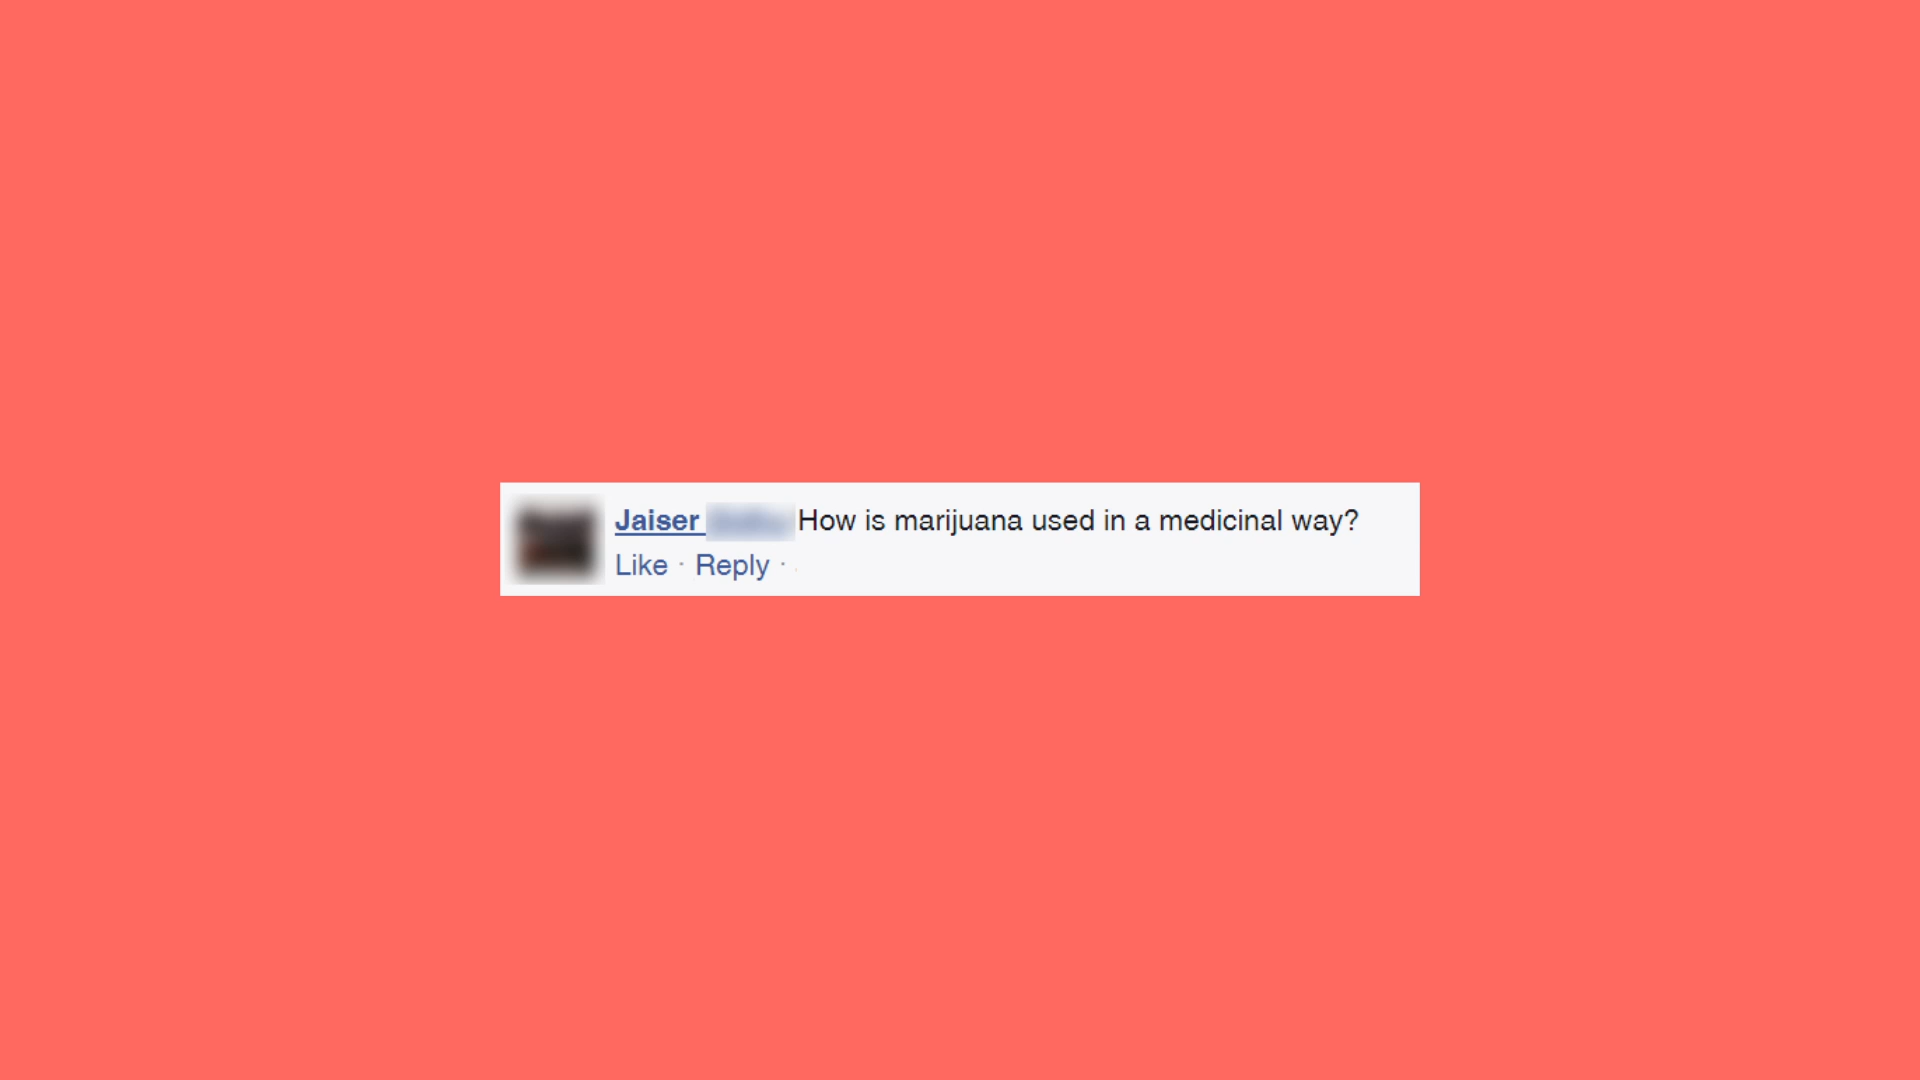 Jaiser How is marijuana used in a medicinal way?
Like · Reply ·